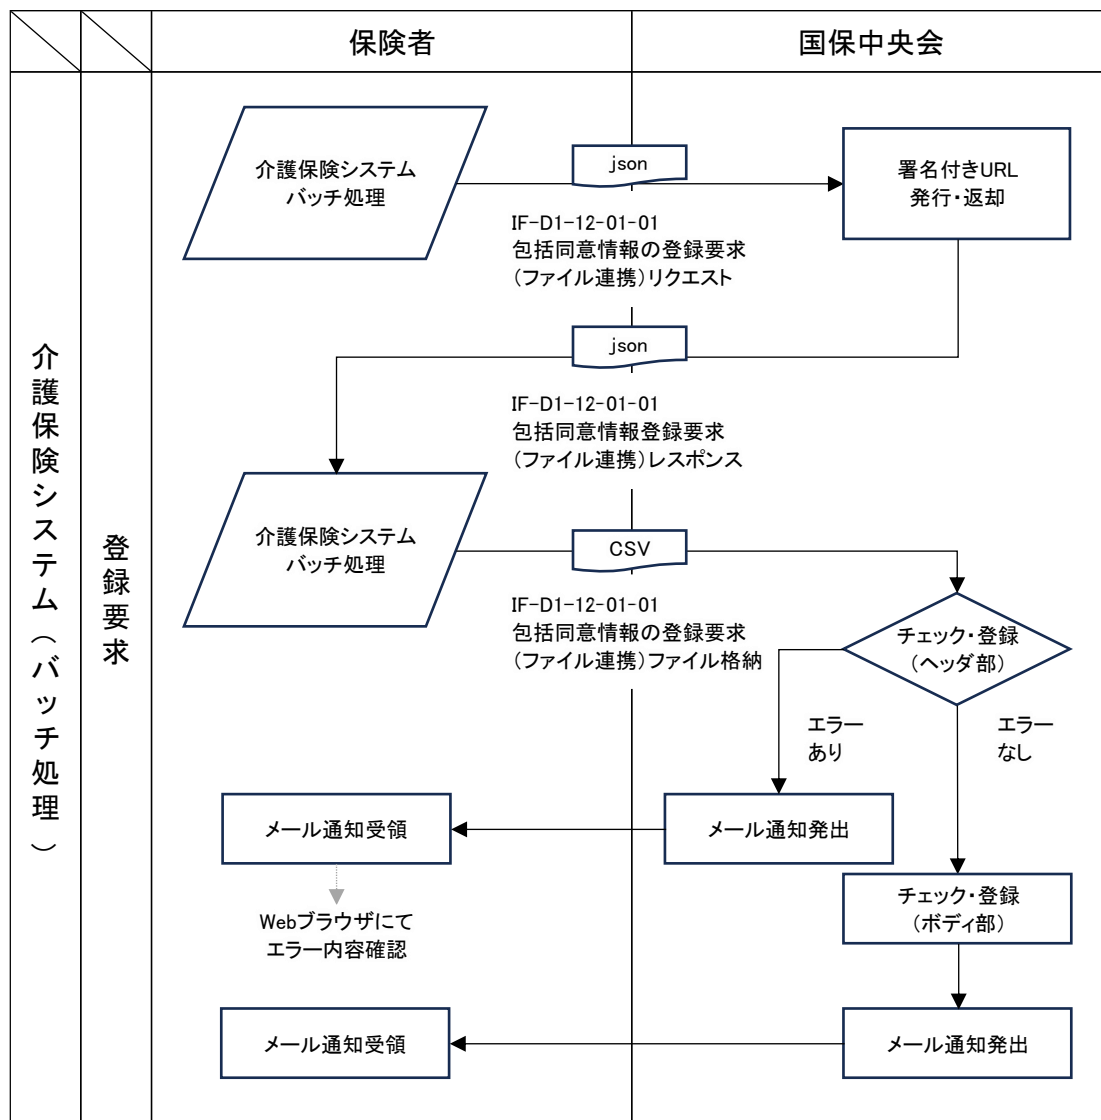 保険者
国保中央会
介護保険システム（バッチ処理）
登録要求
介護保険システム
バッチ処理
json
署名付きURL
発行・返却
IF-D1-12-01-01
包括同意情報の登録要求
（ファイル連携）リクエスト
json
IF-D1-12-01-01
包括同意情報登録要求
（ファイル連携）レスポンス
介護保険システム
バッチ処理
CSV
IF-D1-12-01-01
包括同意情報の登録要求
（ファイル連携）ファイル格納
チェック・登録
（ヘッダ部）
エラー
あり
エラー
なし
メール通知受領
メール通知発出
Webブラウザにて
エラー内容確認
チェック・登録
（ボディ部）
メール通知受領
メール通知発出